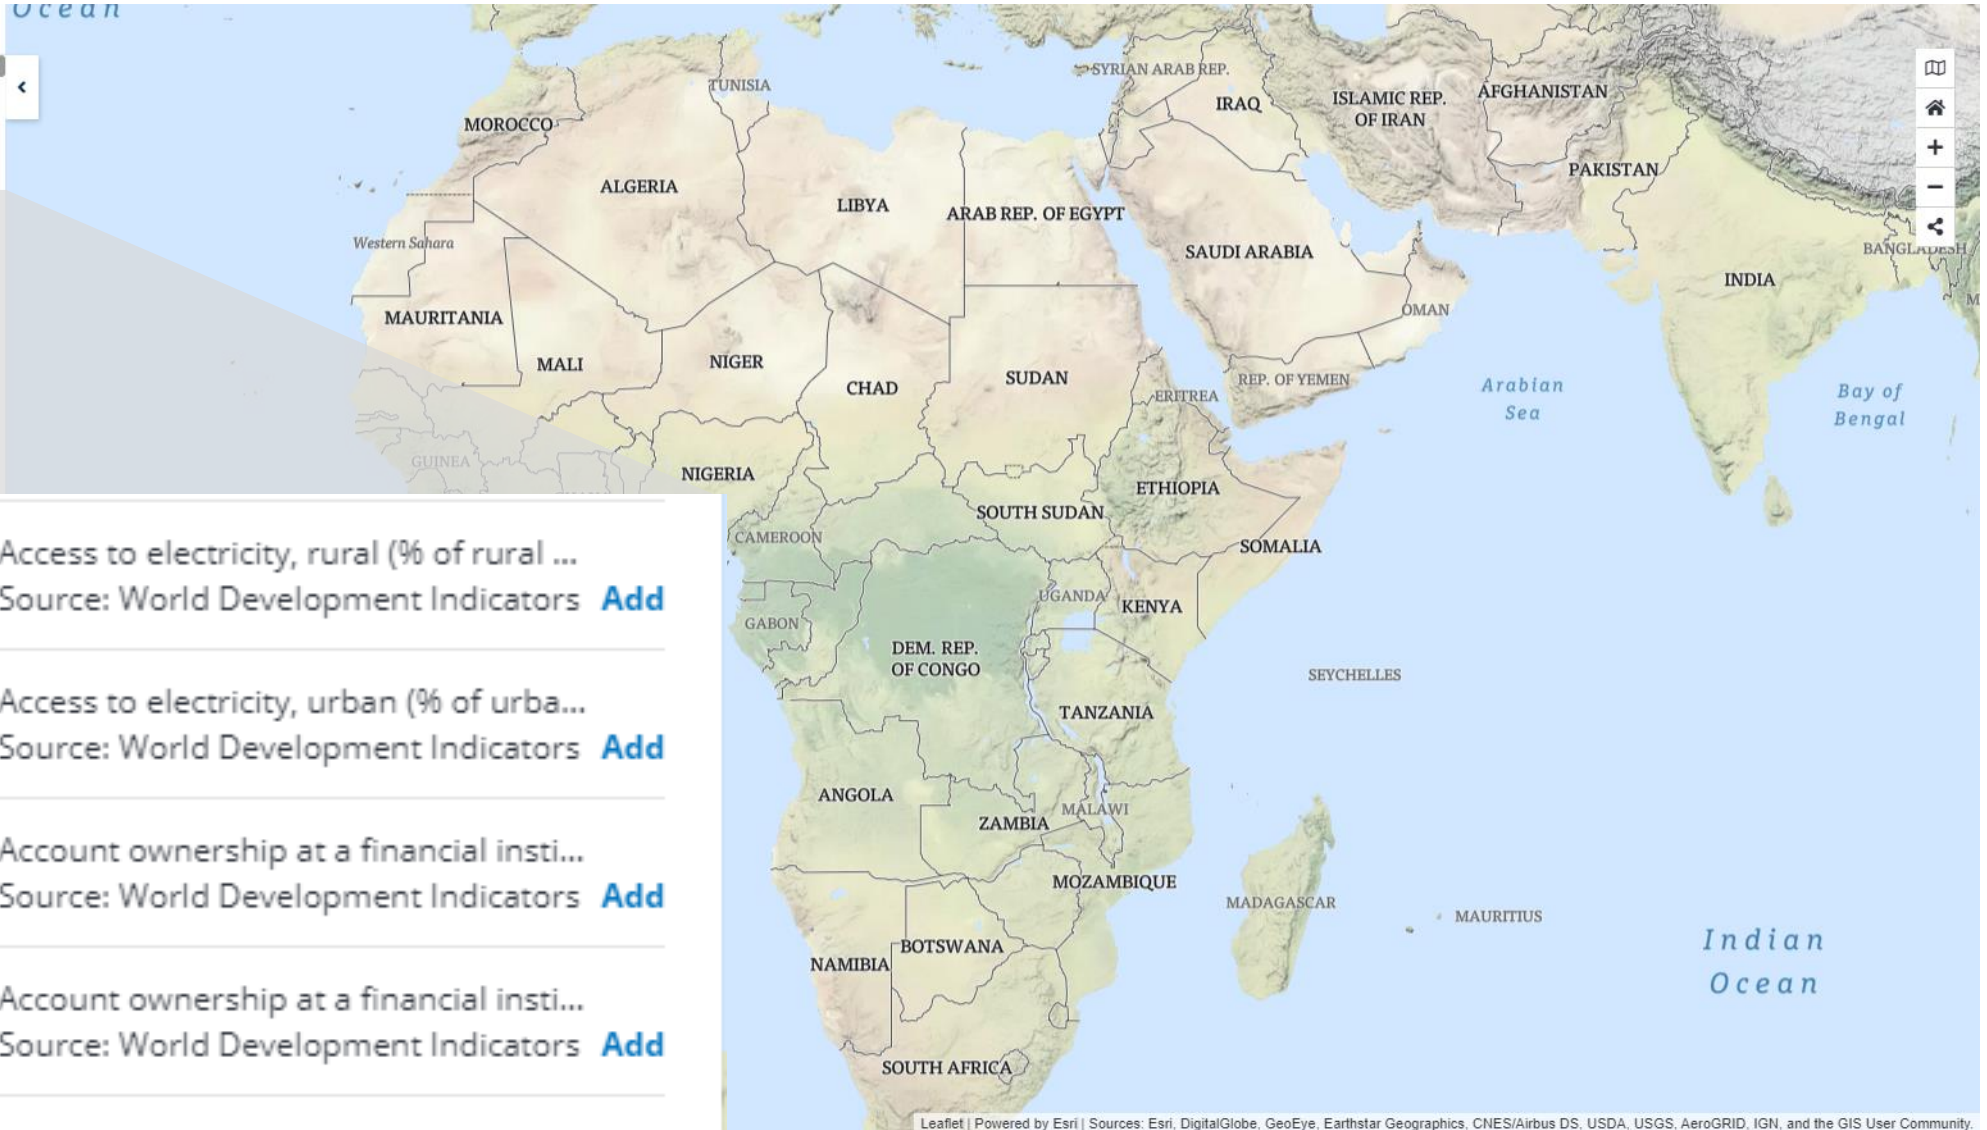 Ocean
TUNISIA
SYRIAN ARAB REP.
IRAQ
ISLAMIC REP.
OF IRAN
AFGHANISTAN
MOROCCO
PAKISTAN
ALGERIA
LIBYA
ARAB REP. OF EGYPT
Western Sahara
SAUDI ARABIA
BANGLADESH
INDIA
MAURITANIA
OMAN
MALI
NIGER
CHAD
SUDAN
REP. OF YEMEN
ERITREA
Arabian
Sea
Bay of
Bengal
GUINEA
NIGERIA
ETHIOPIA
SOUTH SUDAN
CAMEROON
SOMALIA
UGANDA
KENYA
GABON
DEM. REP.
OF CONGO
SEYCHELLES
TANZANIA
ANGOLA
ZAMBIA
MALAWI
MOZAMBIQUE
MADAGASCAR
MAURITIUS
BOTSWANA
NAMIBIA
Indian
Ocean
SOUTH AFRICA
Access to electricity, rural (% of rural ...
Source: World Development Indicators Add
Access to electricity, urban (% of urba...
Source: World Development Indicators Add
Account ownership at a financial insti...
Source: World Development Indicators Add
Account ownership at a financial insti...
Source: World Development Indicators Add
Leaflet | Powered by Esri | Sources: Esri, DigitalGlobe, GeoEye, Earthstar Geographics, CNES/Airbus DS, USDA, USGS, AeroGRID, IGN, and the GIS User Community,